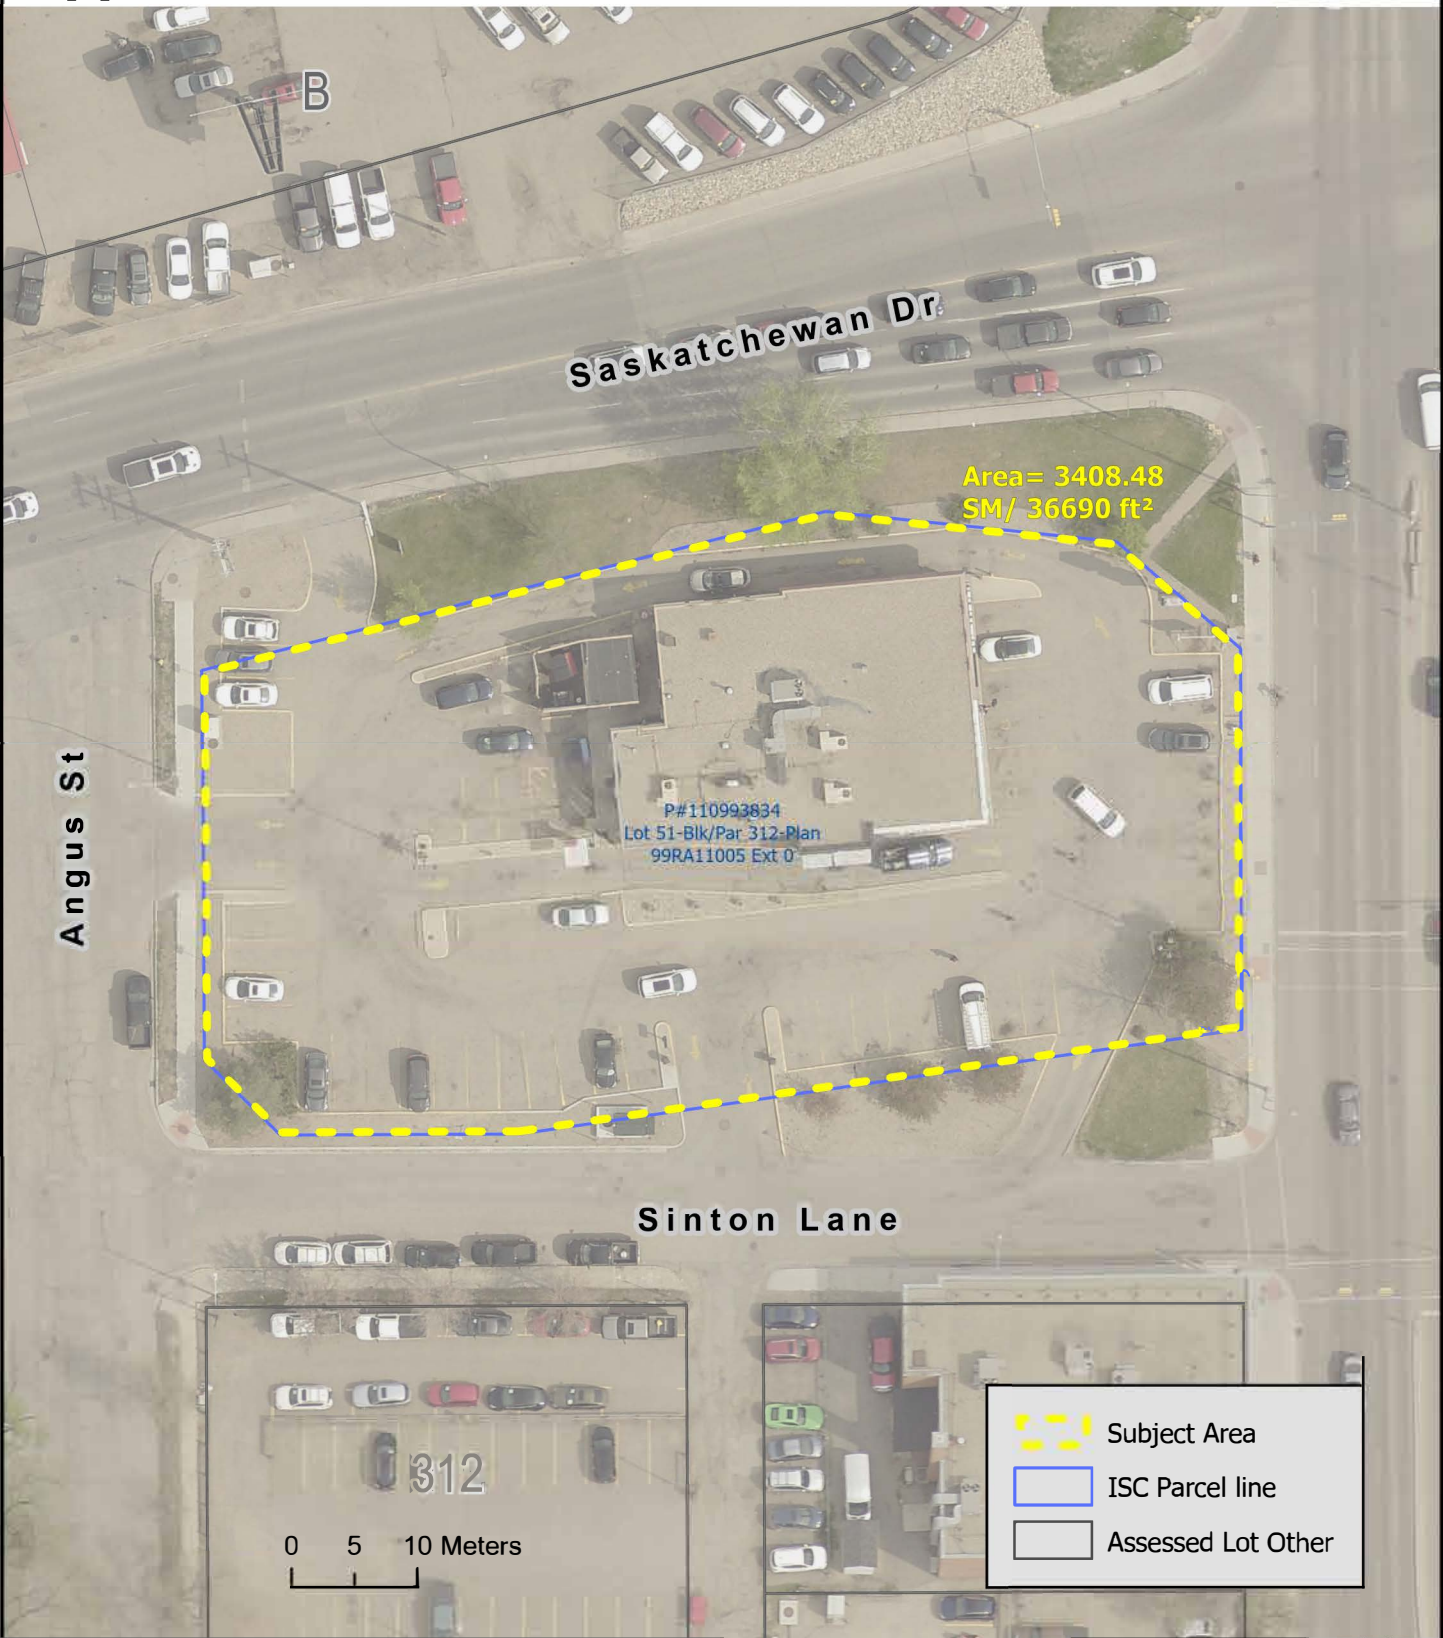 B
Saskatchewan Dr
Area= 3408.48
SM/ 36690 ft²
Angus St
P#110993834
Lot 51-Blk/Par 312-Plan
99RA11005 Ext 0
Sinton Lane
312
0 5 10 Meters
Subject Area
ISC Parcel line
Assessed Lot Other